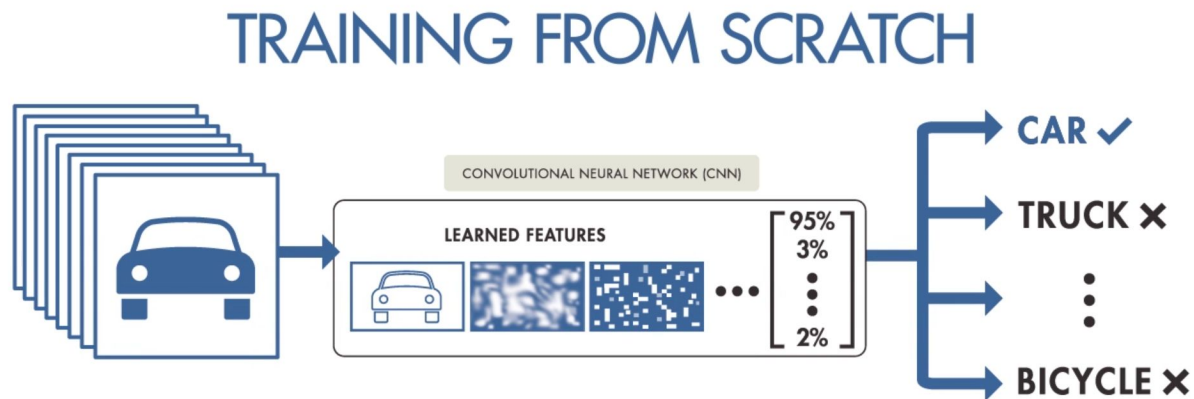 TRAINING FROM SCRATCH
CONVOLUTIONAL NEURAL NETWORK (CNN)
LEARNED FEATURES
95%
3%
2%
CAR
TRUCK
BICYCLE